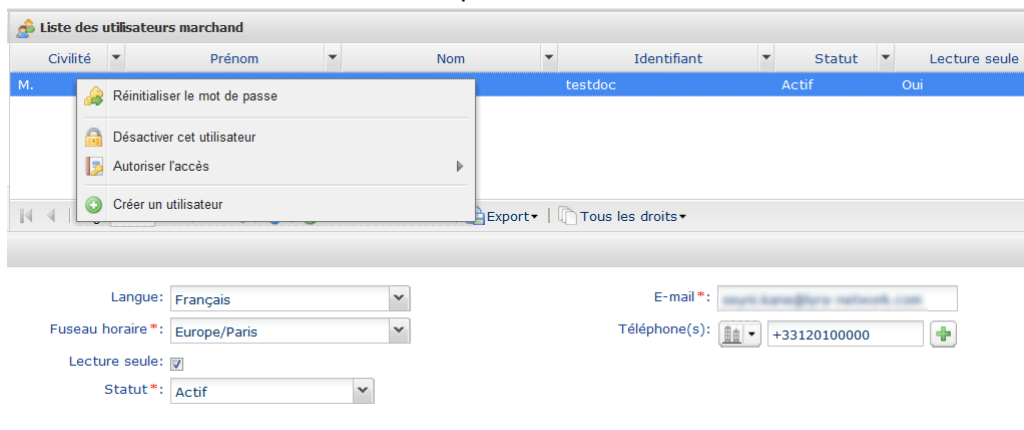 Liste des utilisateurs marchand
Civilité Prénom Nom Identifiant Statut Lecture seule
M. testdoc Actif Oui
Réinitialiser le mot de passe
Désactiver cet utilisateur
Autoriser l'accès
Créer un utilisateur
Export Tous les droits
Langue: Français E-mail*:
Fuseau horaire*: Europe/Paris Téléphone(s): +33120100000
Lecture seule:
Statut*: Actif